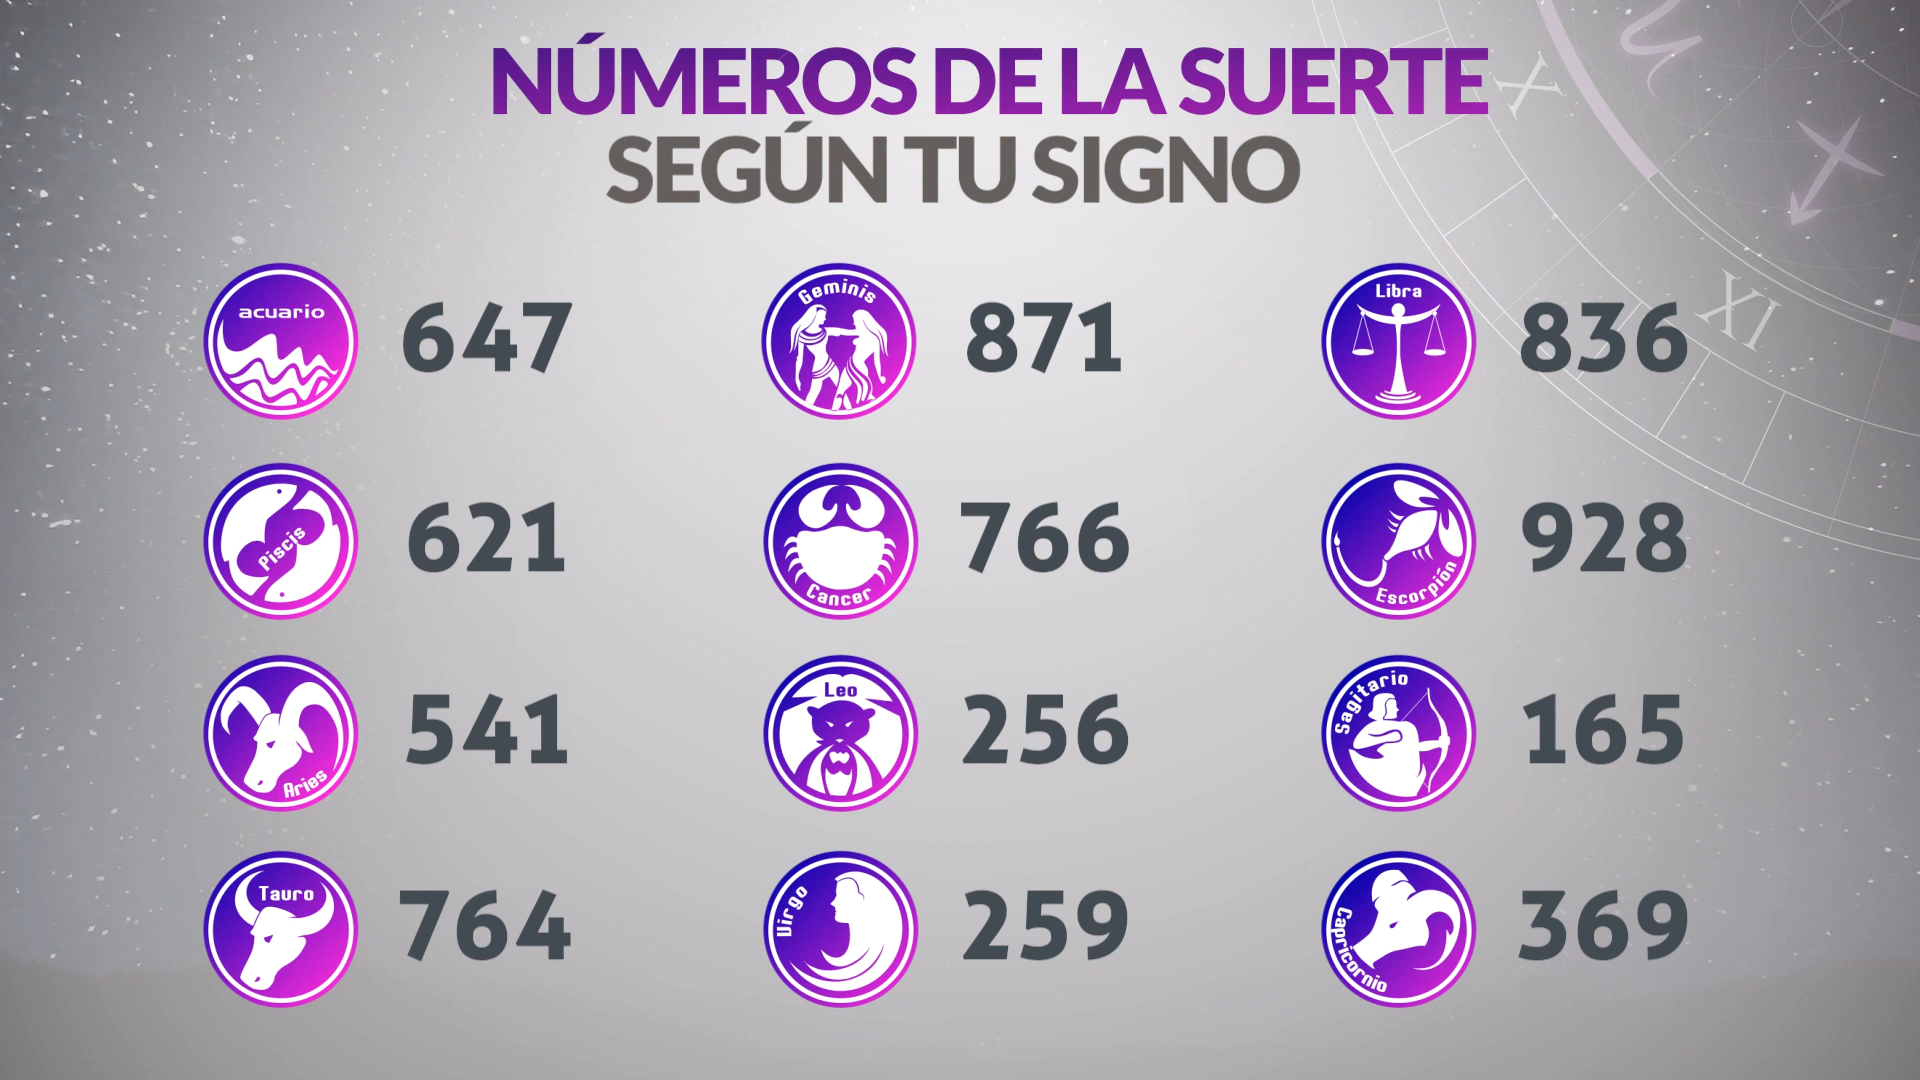 NÚMEROS DE LA SUERTE
SEGÚN TU SIGNO
acuario 647
Geminis 871
Libra 836
Piscis 621
Cancer 766
Escorpión 928
Aries 541
Leo 256
Sagitario 165
Tauro 764
Virgo 259
Capricornio 369
X
XI